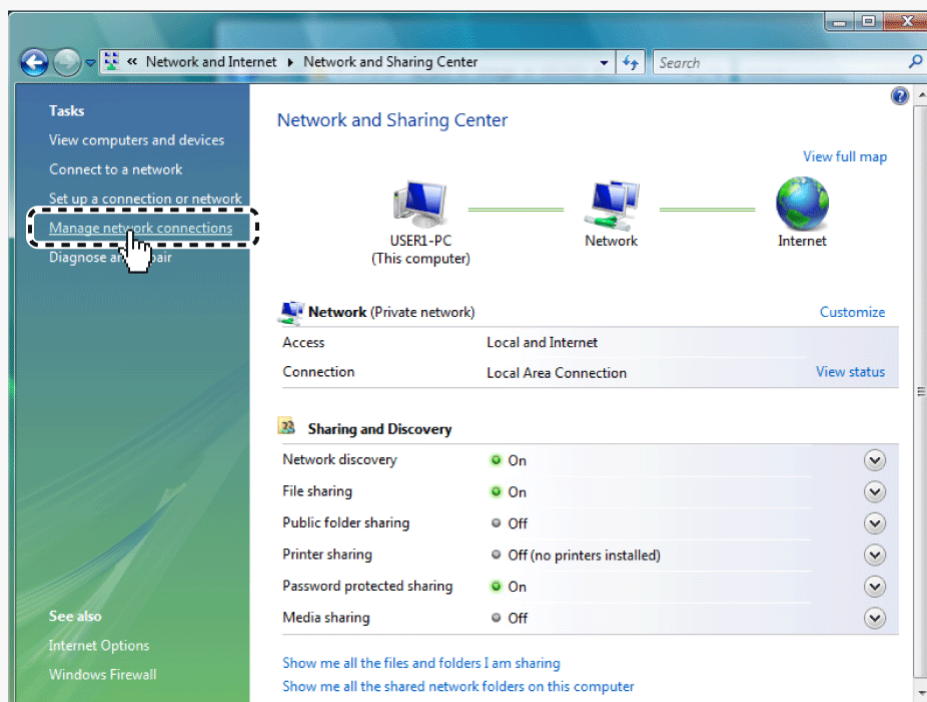 « Network and Internet ▸ Network and Sharing Center
Search
Tasks
View computers and devices
Connect to a network
Set up a connection or network
Manage network connections
Diagnose and repair
See also
Internet Options
Windows Firewall
Network and Sharing Center
View full map
USER1-PC
(This computer)
Network
Internet
Network (Private network)
Customize
Access Local and Internet
Connection Local Area Connection View status
Sharing and Discovery
Network discovery On
File sharing On
Public folder sharing Off
Printer sharing Off (no printers installed)
Password protected sharing On
Media sharing Off
Show me all the files and folders I am sharing
Show me all the shared network folders on this computer